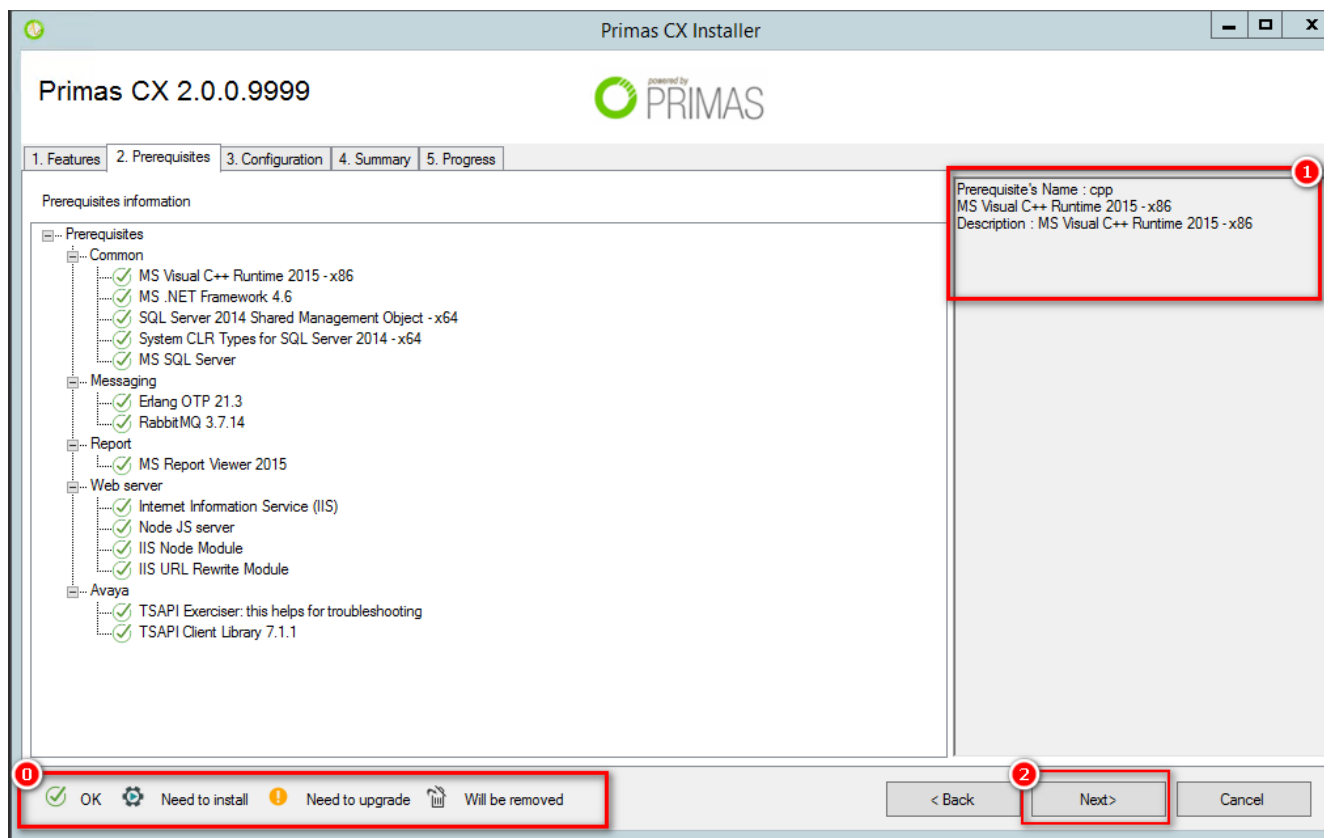 Primas CX Installer
Primas CX 2.0.0.9999
powered by
PRIMAS
1. Features 2. Prerequisites 3. Configuration 4. Summary 5. Progress
Prerequisites information
Prerequisites
Common
MS Visual C++ Runtime 2015 - x86
MS .NET Framework 4.6
SQL Server 2014 Shared Management Object - x64
System CLR Types for SQL Server 2014 - x64
MS SQL Server
Messaging
Erlang OTP 21.3
RabbitMQ 3.7.14
Report
MS Report Viewer 2015
Web server
Internet Information Service (IIS)
Node JS server
IIS Node Module
IIS URL Rewrite Module
Avaya
TSAPI Exerciser: this helps for troubleshooting
TSAPI Client Library 7.1.1
1
Prerequisite's Name : cpp
MS Visual C++ Runtime 2015 - x86
Description : MS Visual C++ Runtime 2015 - x86
0
OK Need to install Need to upgrade Will be removed
2
< Back Next> Cancel